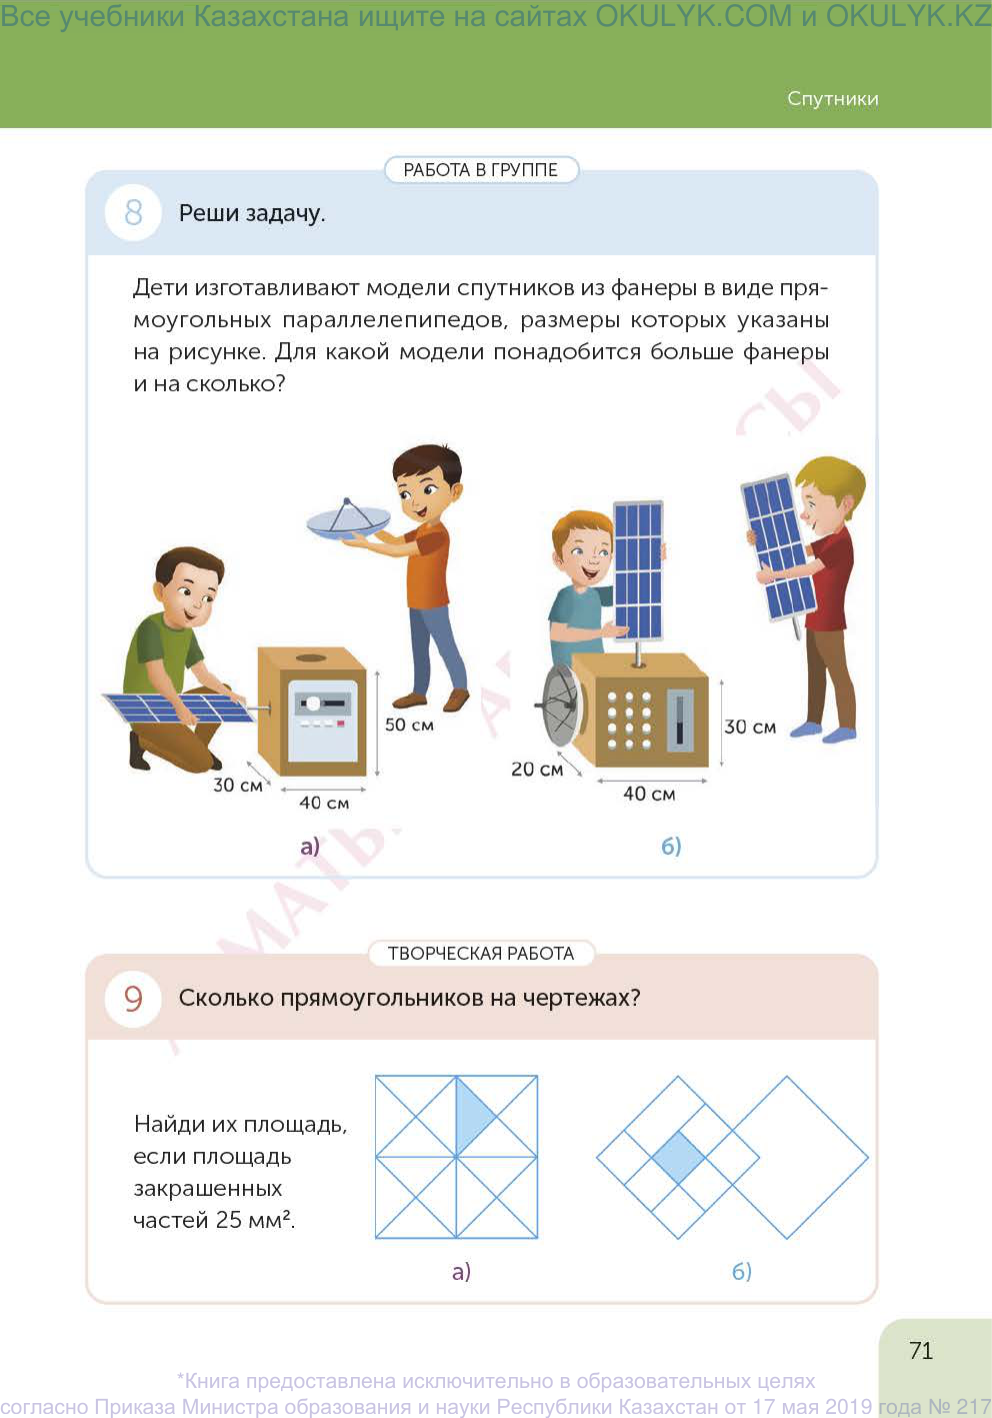 Все учебники Казахстана ищите на сайтах OKULYK.COM и OKULYK.KZ
Спутники
РАБОТА В ГРУППЕ
8 Реши задачу.
Дети изготавливают модели спутников из фанеры в виде пря-
моугольных параллелепипедов, размеры которых указаны
на рисунке. Для какой модели понадобится больше фанеры
и на сколько?
50 см
30 см
40 см
а)
30 см
20 см
40 см
б)
ТВОРЧЕСКАЯ РАБОТА
9 Сколько прямоугольников на чертежах?
Найди их площадь,
если площадь
закрашенных
частей 25 мм².
а)
б)
71
*Книга предоставлена исключительно в образовательных целях
согласно Приказа Министра образования и науки Республики Казахстан от 17 мая 2019 года № 217